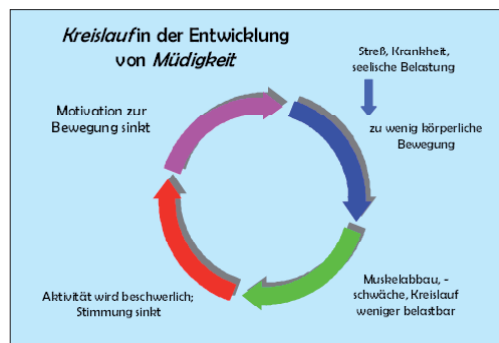 Kreislauf in der Entwicklung
von Müdigkeit
Streß, Krankheit,
seelische Belastung
zu wenig körperliche
Bewegung
Muskelabbau, -
schwäche, Kreislauf
weniger belastbar
Aktivität wird beschwerlich;
Stimmung sinkt
Motivation zur
Bewegung sinkt